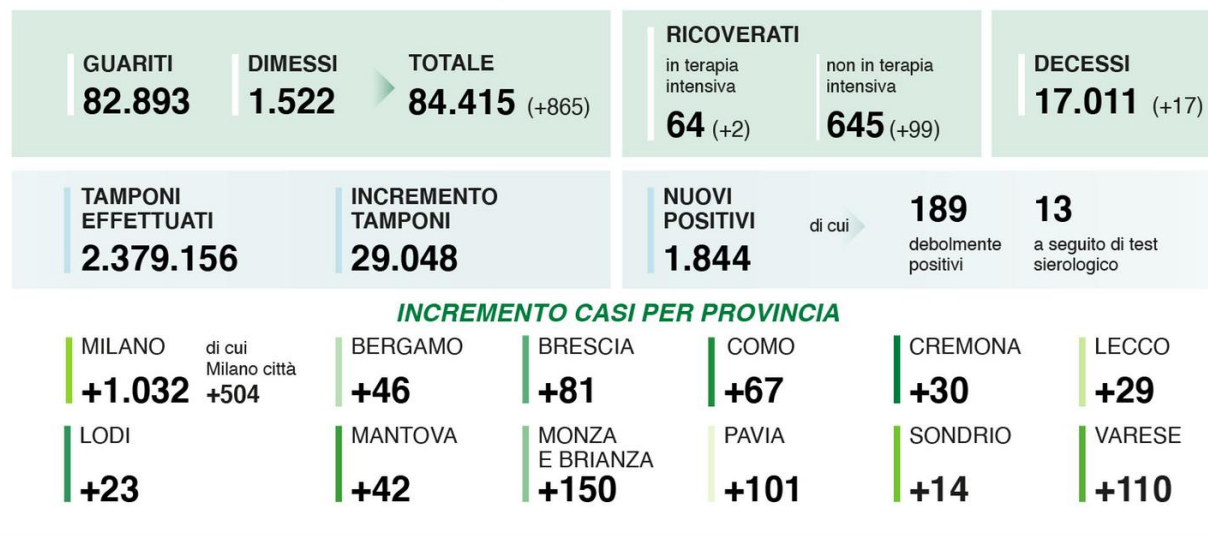 GUARITI
82.893
DIMESSI
1.522
TOTALE
84.415 (+865)
RICOVERATI
in terapia
intensiva
64 (+2)
non in terapia
intensiva
645 (+99)
DECESSI
17.011 (+17)
TAMPONI
EFFETTUATI
2.379.156
INCREMENTO
TAMPONI
29.048
NUOVI
POSITIVI
1.844
di cui
189
debolmente
positivi
13
a seguito di test
sierologico
INCREMENTO CASI PER PROVINCIA
MILANO
+1.032
di cui
Milano città
+504
BERGAMO
+46
BRESCIA
+81
COMO
+67
CREMONA
+30
LECCO
+29
LODI
+23
MANTOVA
+42
MONZA
E BRIANZA
+150
PAVIA
+101
SONDRIO
+14
VARESE
+110